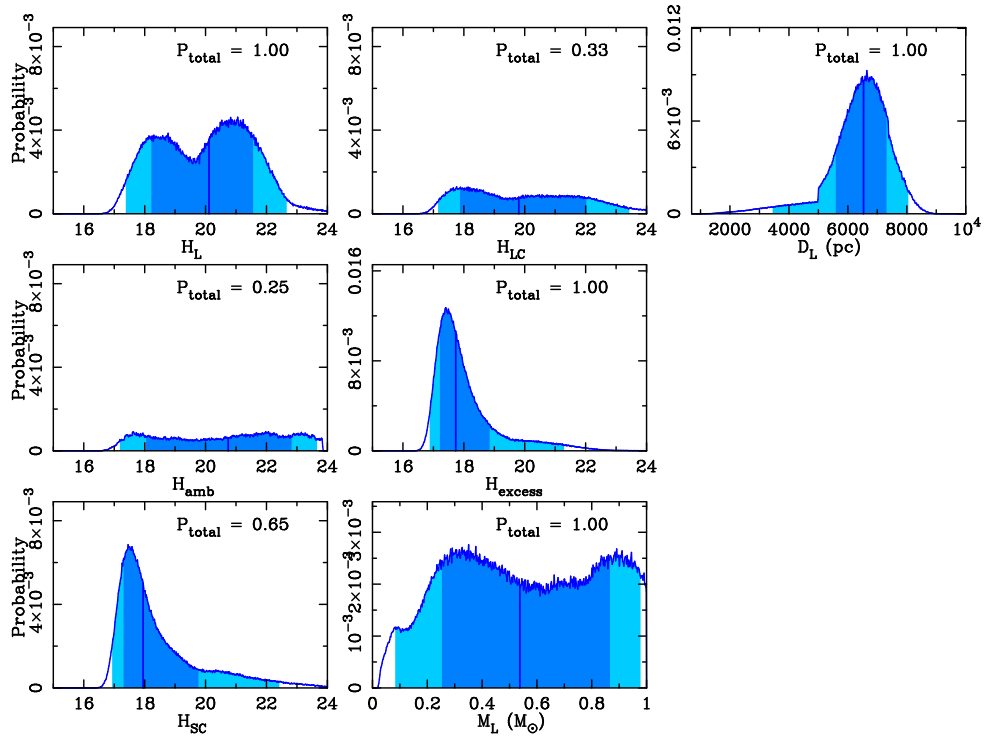 P_total = 1.00
Probability
0 4×10⁻³ 8×10⁻³
16 18 20 22 24
H_L
P_total = 0.33
0 4×10⁻³ 8×10⁻³
16 18 20 22 24
H_LC
P_total = 1.00
0 6×10⁻³ 0.012
2000 4000 6000 8000 10⁴
D_L (pc)
P_total = 0.25
Probability
0 4×10⁻³ 8×10⁻³
16 18 20 22 24
H_amb
P_total = 1.00
0 8×10⁻³ 0.016
16 18 20 22 24
H_excess
P_total = 0.65
Probability
0 4×10⁻³ 8×10⁻³
16 18 20 22 24
H_SC
P_total = 1.00
0 10⁻³ 2×10⁻³ 3×10⁻³
0 0.2 0.4 0.6 0.8 1
M_L (M_⊙)